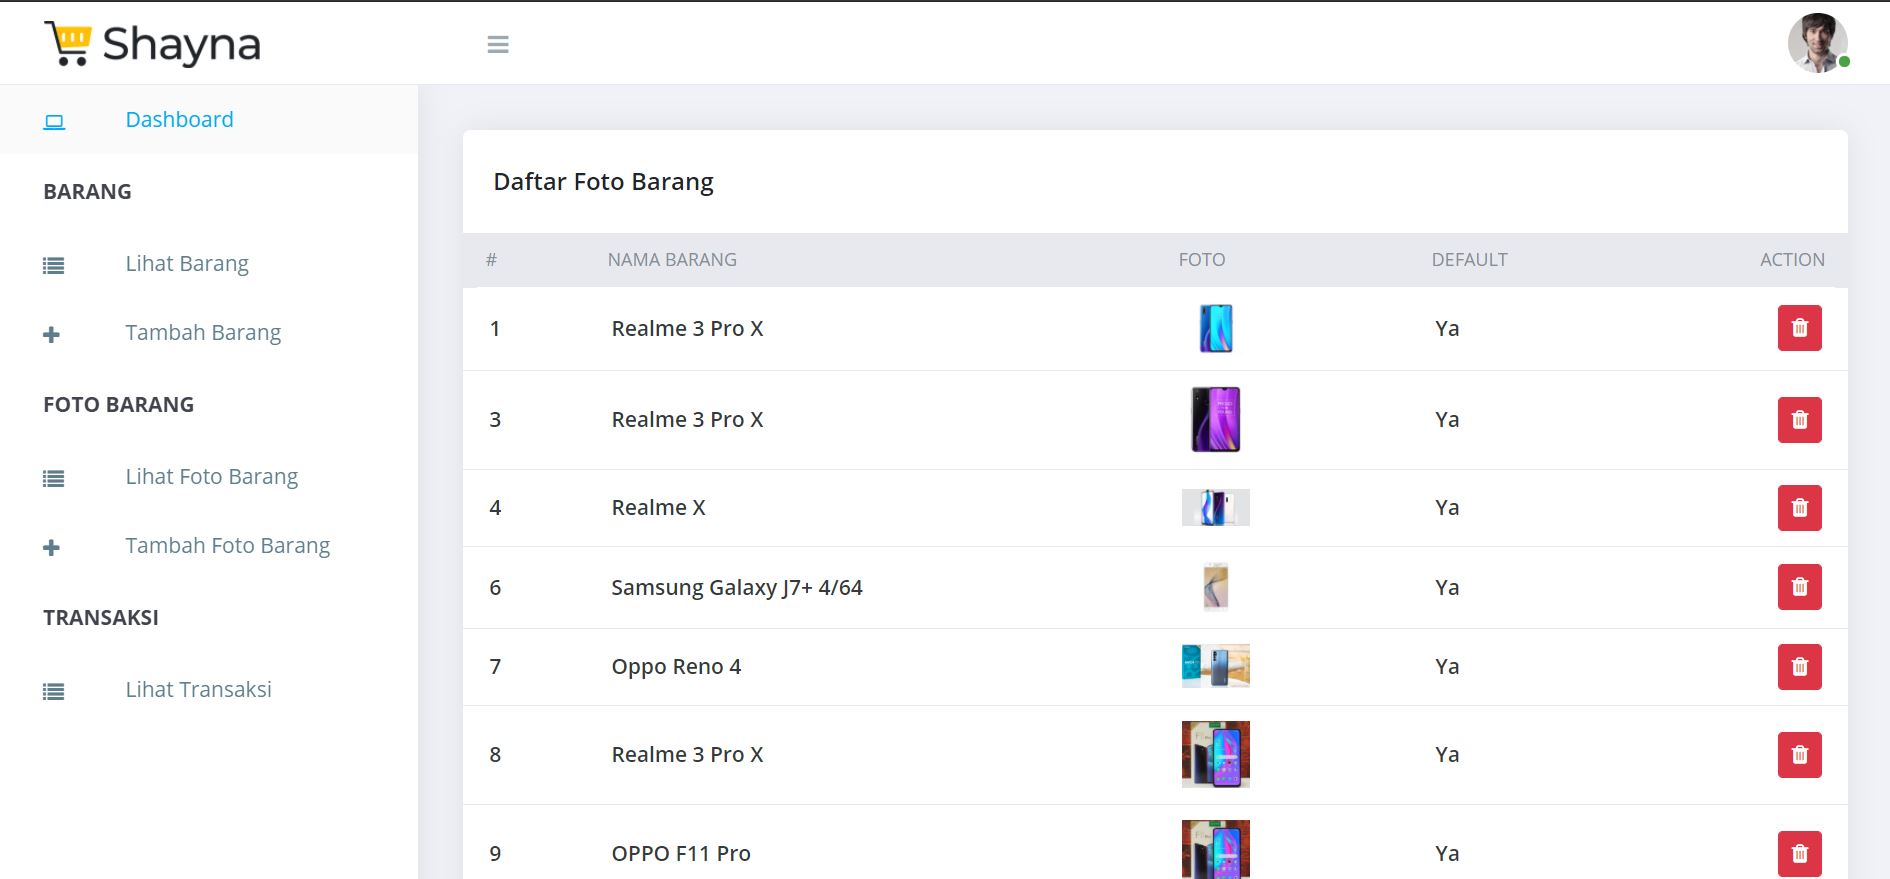 Shayna
Dashboard
BARANG
Lihat Barang
Tambah Barang
FOTO BARANG
Lihat Foto Barang
Tambah Foto Barang
TRANSAKSI
Lihat Transaksi
Daftar Foto Barang
# NAMA BARANG FOTO DEFAULT ACTION
1 Realme 3 Pro X Ya
3 Realme 3 Pro X Ya
4 Realme X Ya
6 Samsung Galaxy J7+ 4/64 Ya
7 Oppo Reno 4 Ya
8 Realme 3 Pro X Ya
9 OPPO F11 Pro Ya